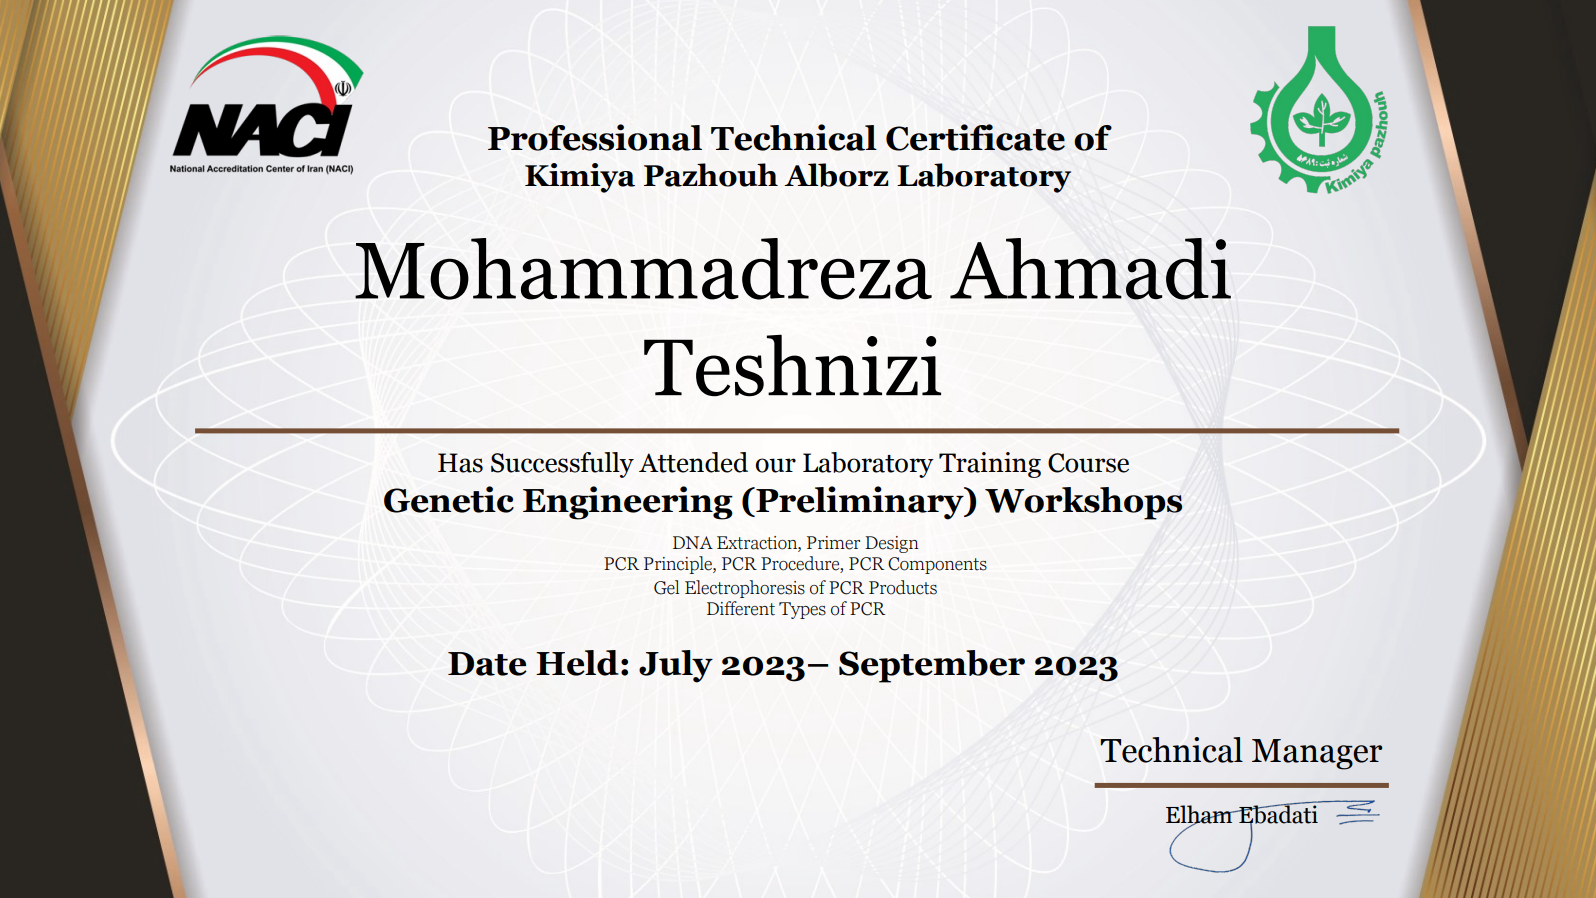 NACI
National Accreditation Center of Iran (NACI)
Kimiya pazhouh
Professional Technical Certificate of
Kimiya Pazhouh Alborz Laboratory
Mohammadreza Ahmadi
Teshnizi
Has Successfully Attended our Laboratory Training Course
Genetic Engineering (Preliminary) Workshops
DNA Extraction, Primer Design
PCR Principle, PCR Procedure, PCR Components
Gel Electrophoresis of PCR Products
Different Types of PCR
Date Held: July 2023– September 2023
Technical Manager
Elham Ebadati